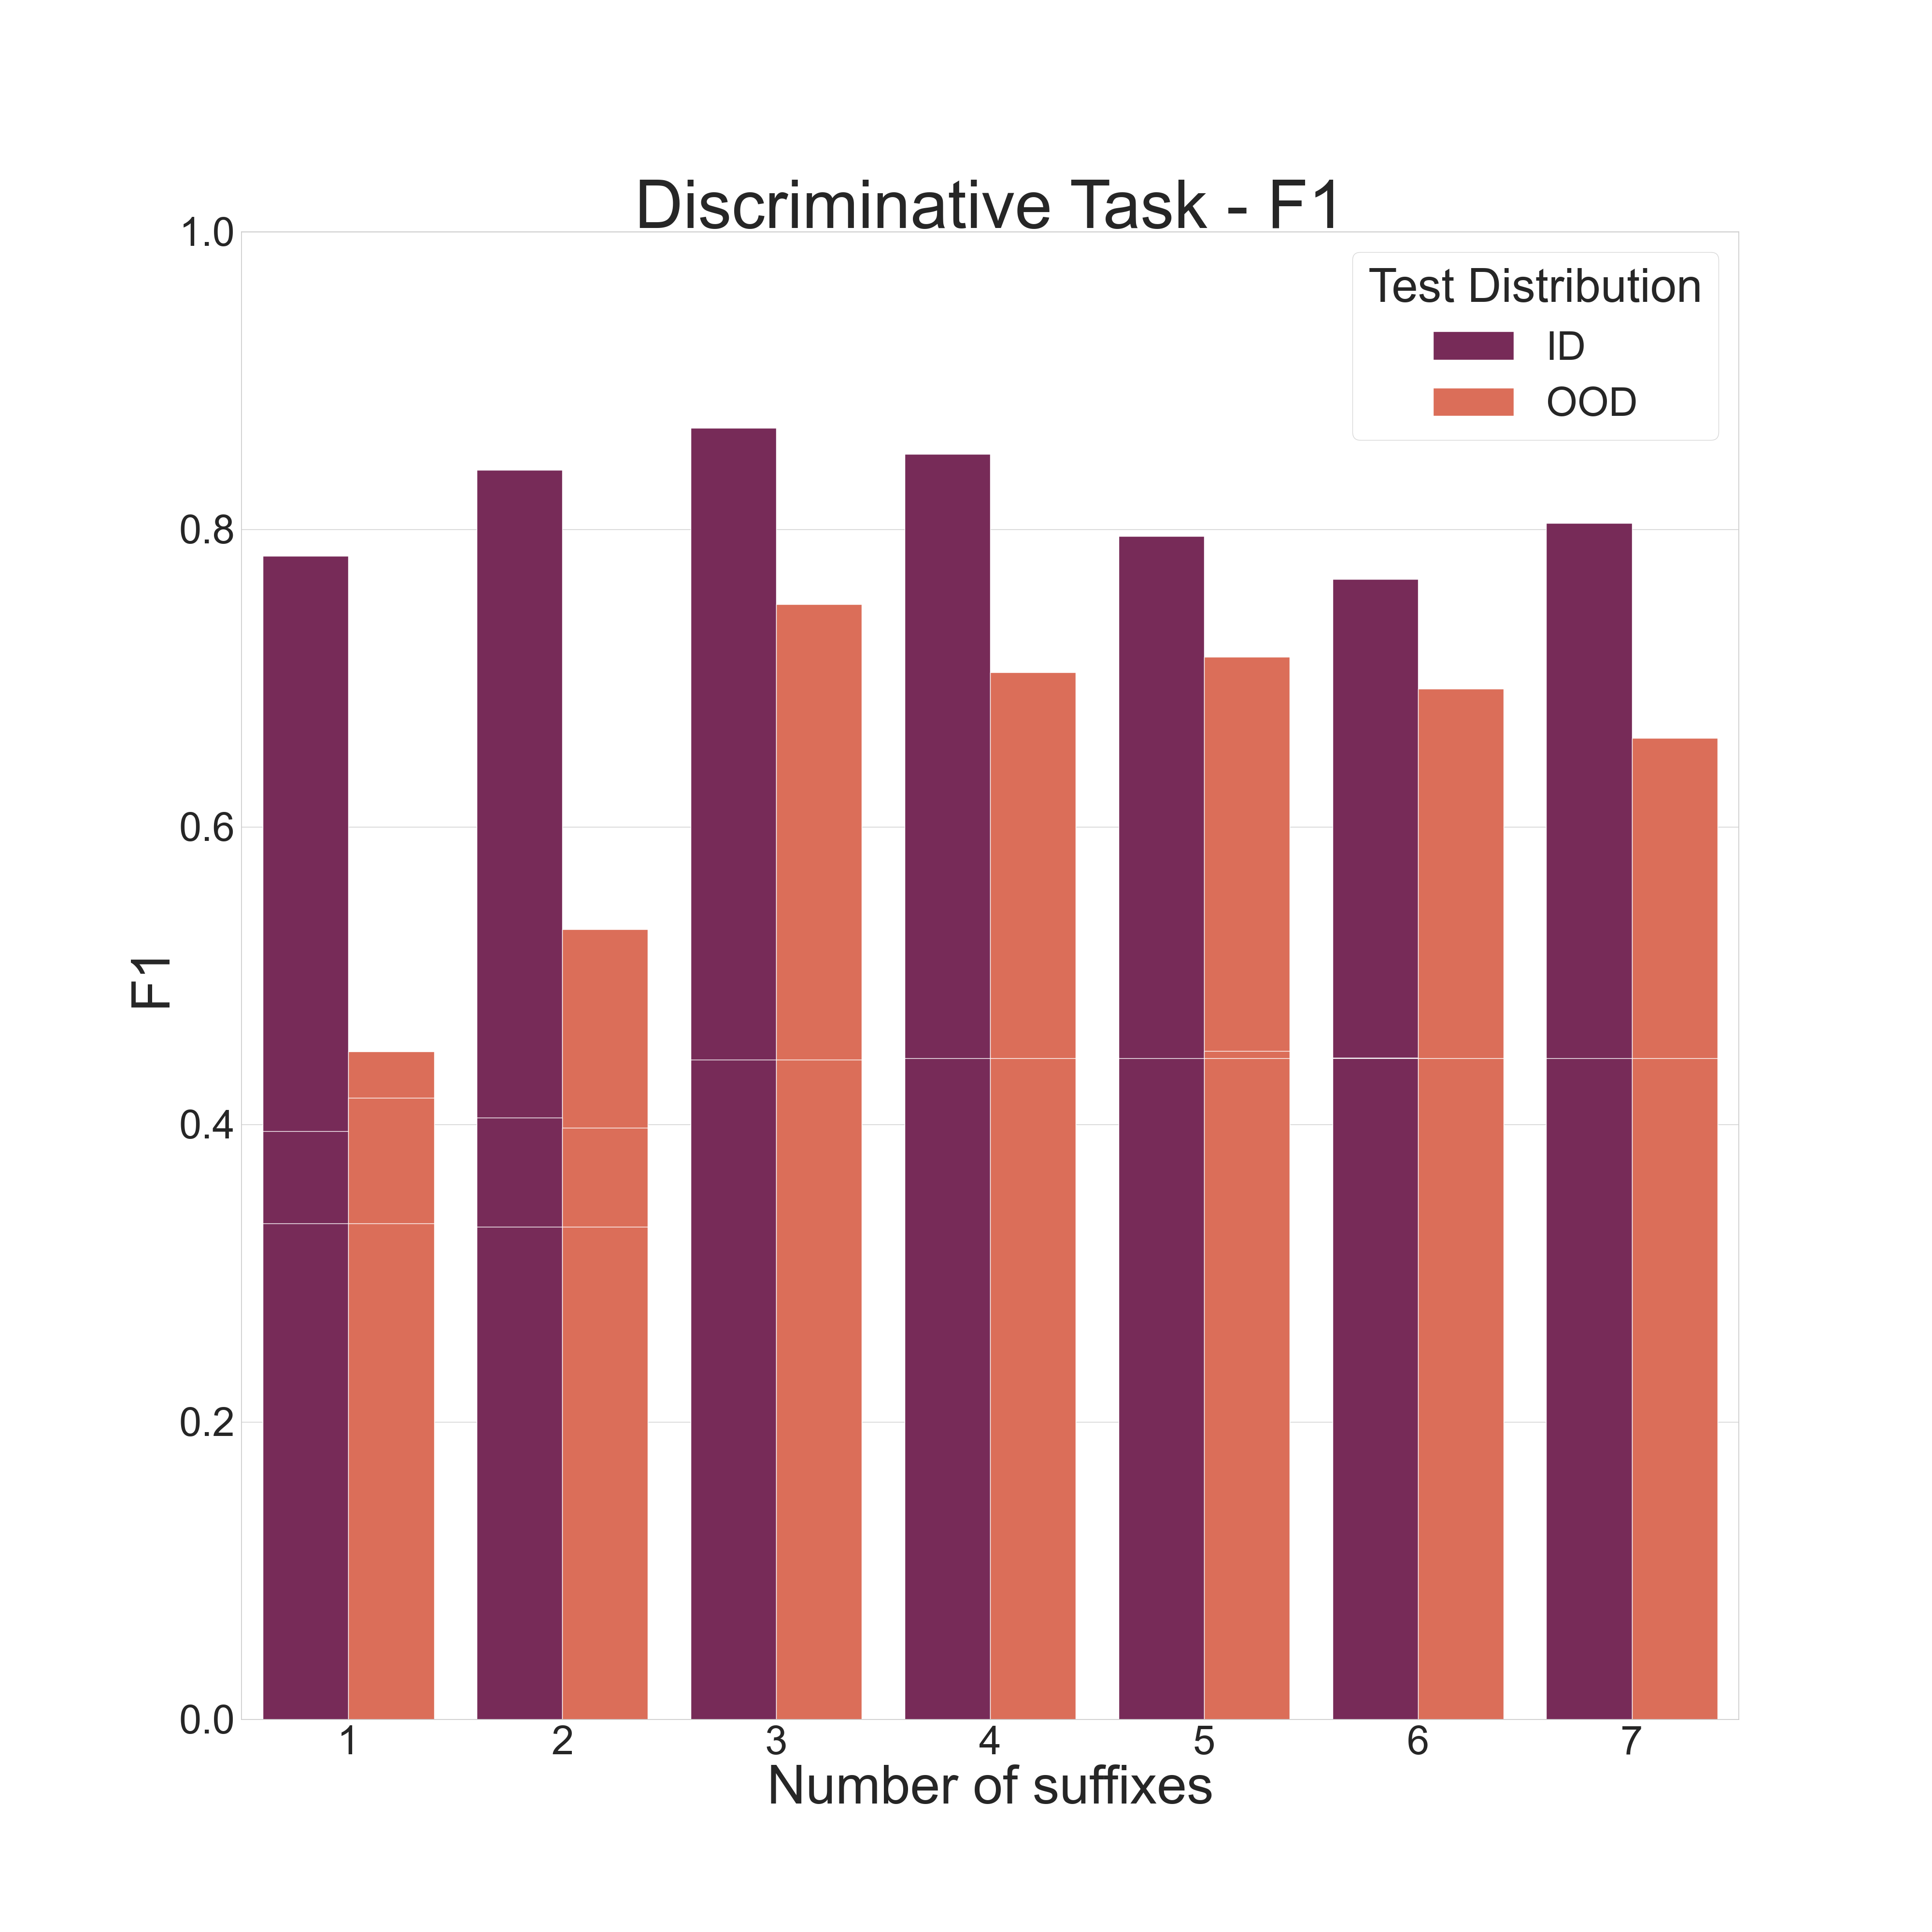 Discriminative Task - F1
Test Distribution
ID
OOD
1.0
0.8
0.6
0.4
0.2
0.0
F1
1 2 3 4 5 6 7
Number of suffixes